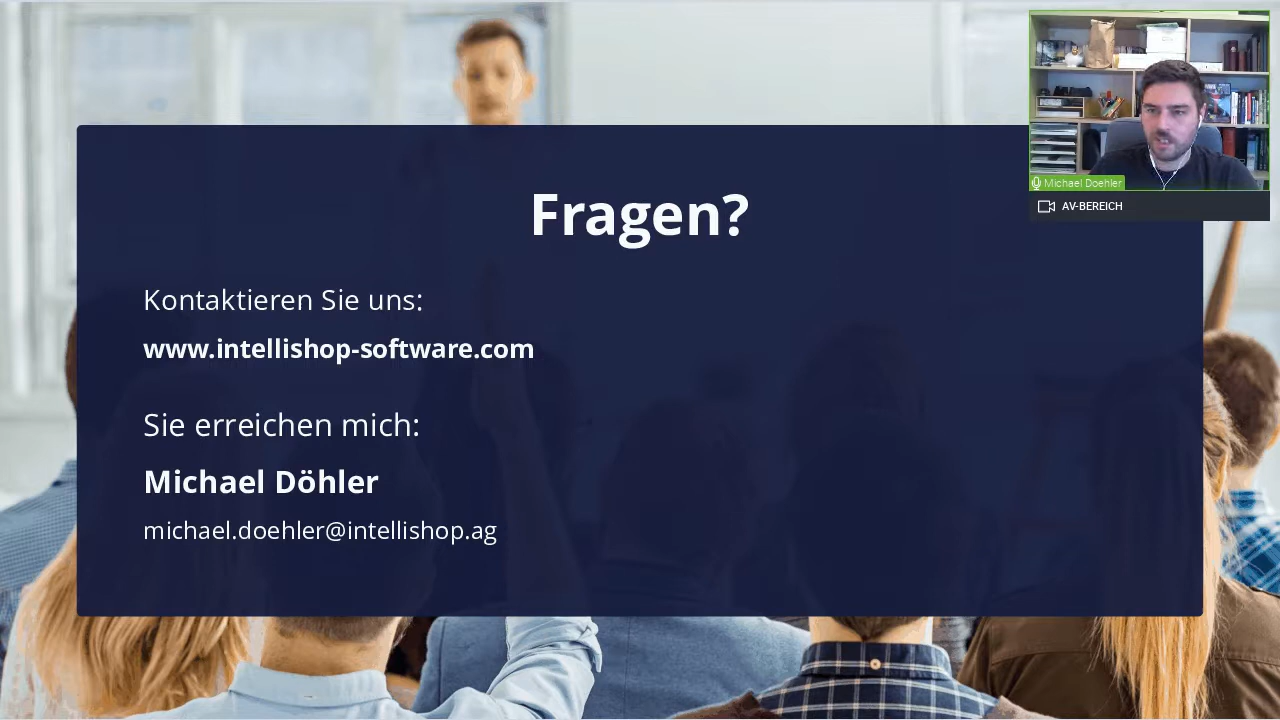 Fragen?
Kontaktieren Sie uns:
www.intellishop-software.com
Sie erreichen mich:
Michael Döhler
michael.doehler@intellishop.ag
Michael Doehler
AV-BEREICH